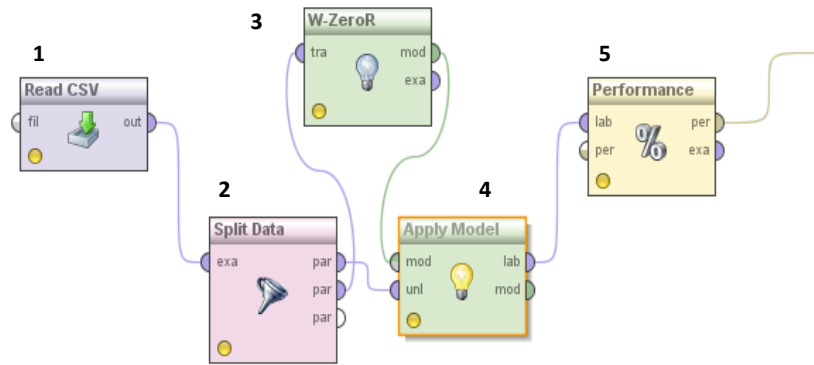 1
Read CSV
fil out
2
Split Data
exa par
par
par
3
W-ZeroR
tra mod
exa
4
Apply Model
mod lab
unl mod
5
Performance
%
lab per
per exa